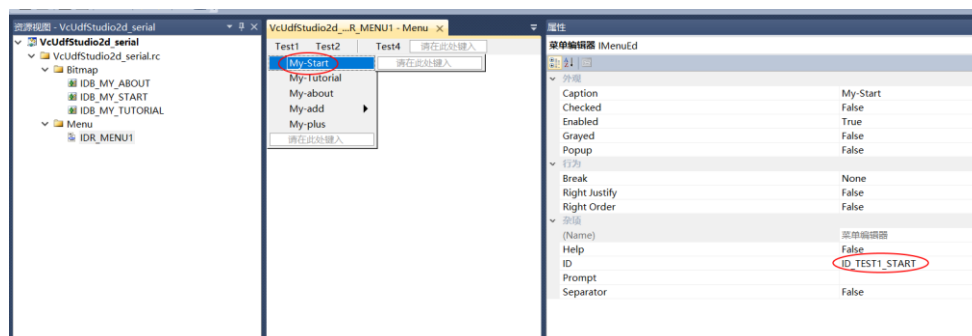 资源视图 - VcUdfStudio2d_serial
VcUdfStudio2d_serial
VcUdfStudio2d_serial.rc
Bitmap
IDB_MY_ABOUT
IDB_MY_START
IDB_MY_TUTORIAL
Menu
IDR_MENU1
VcUdfStudio2d_...R_MENU1 - Menu
Test1 Test2 Test4 请在此处键入
My-Start 请在此处键入
My-Tutorial
My-about
My-add
My-plus
请在此处键入
属性
菜单编辑器 IMenuEd
外观
Caption My-Start
Checked False
Enabled True
Grayed False
Popup False
行为
Break None
Right Justify False
Right Order False
杂项
(Name) 菜单编辑器
Help False
ID ID_TEST1_START
Prompt
Separator False